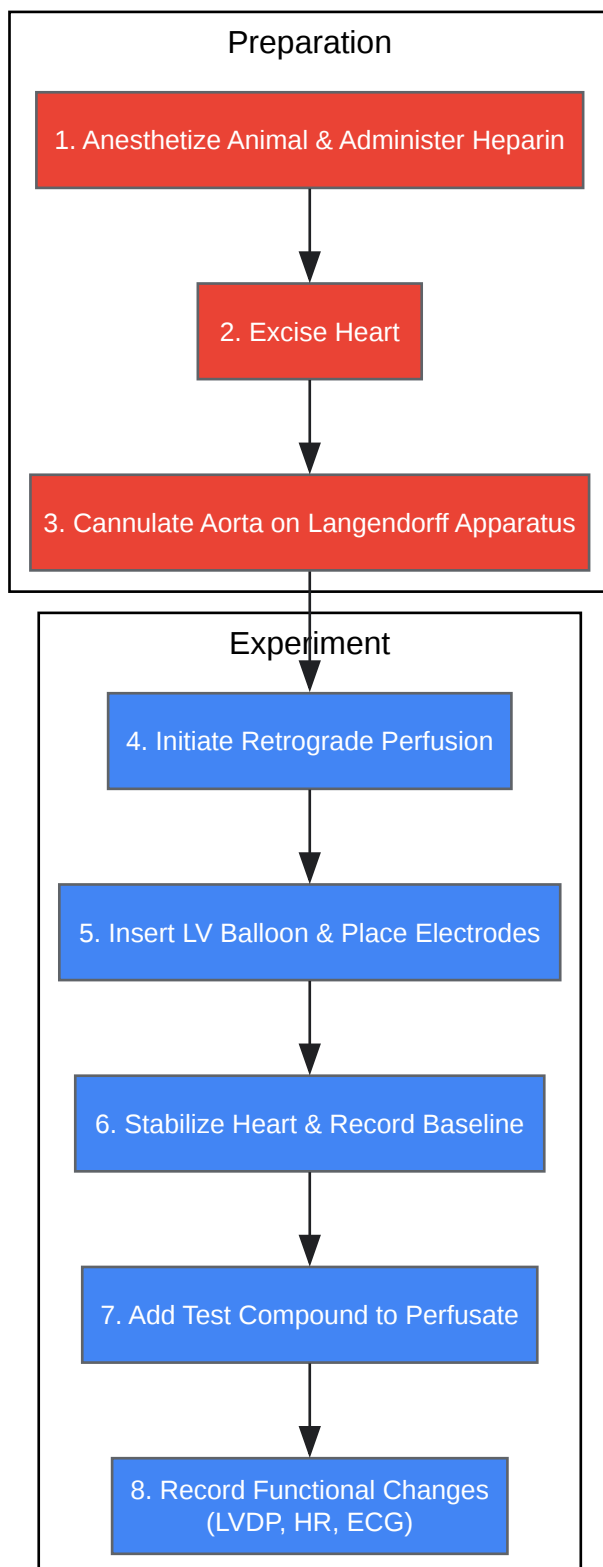 Preparation
1. Anesthetize Animal & Administer Heparin
2. Excise Heart
3. Cannulate Aorta on Langendorff Apparatus
Experiment
4. Initiate Retrograde Perfusion
5. Insert LV Balloon & Place Electrodes
6. Stabilize Heart & Record Baseline
7. Add Test Compound to Perfusate
8. Record Functional Changes
(LVDP, HR, ECG)